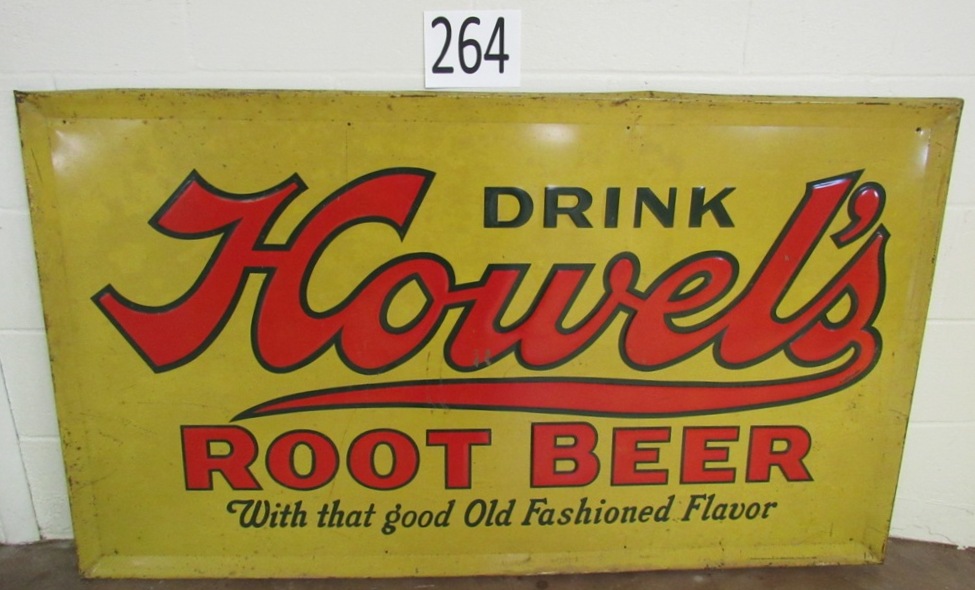 264
DRINK
Howel's
ROOT BEER
With that good Old Fashioned Flavor